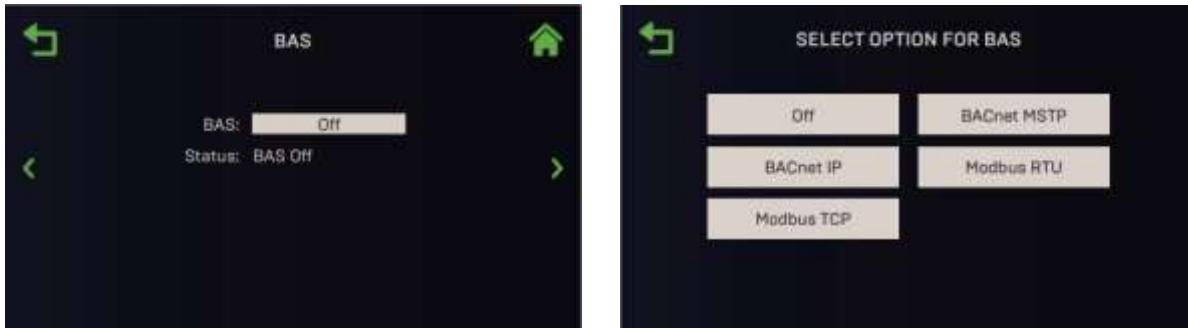 BAS
BAS: Off
Status: BAS Off
SELECT OPTION FOR BAS
Off BACnet MSTP
BACnet IP Modbus RTU
Modbus TCP